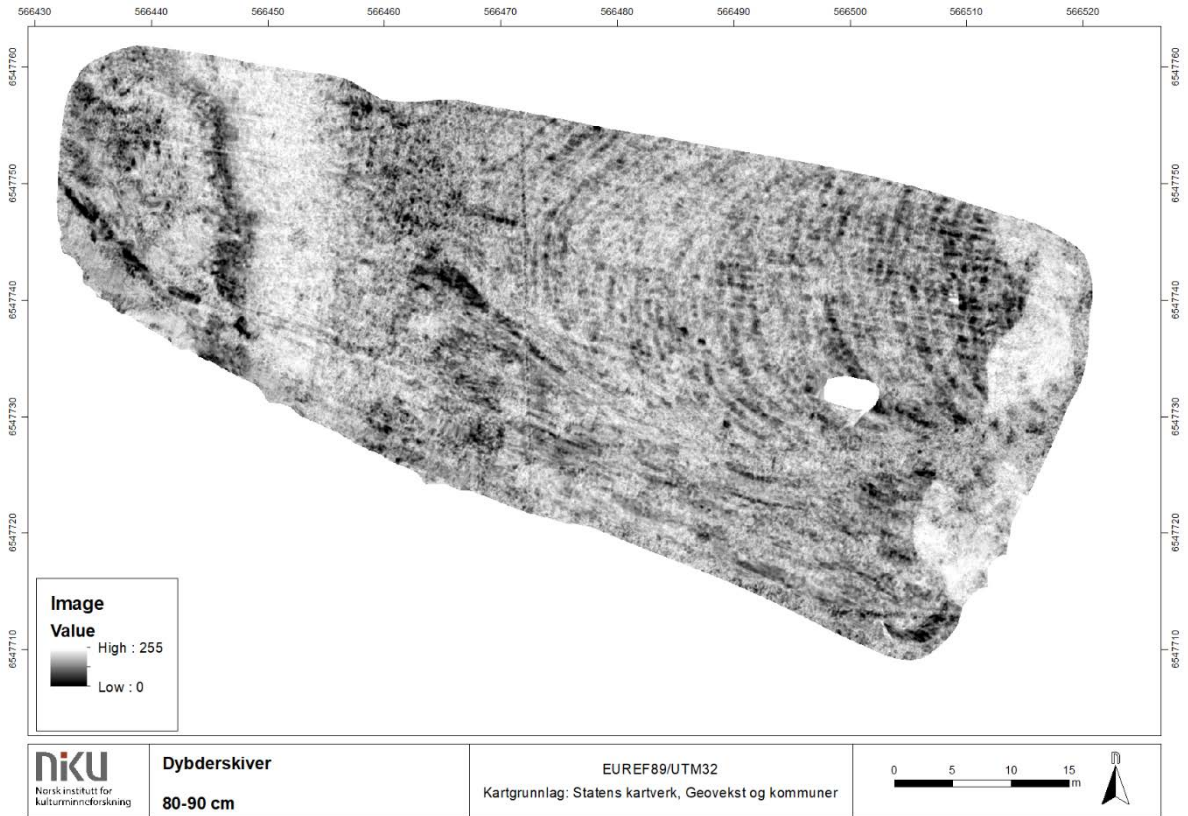 566430 566440 566450 566460 566470 566480 566490 566500 566510 566520
6547760 6547760
6547750 6547750
6547740 6547740
6547730 6547730
6547720 6547720
6547710 6547710
Image
Value
High : 255
Low : 0
niku
Norsk institutt for
kulturminneforskning
Dybderskiver
80-90 cm
EUREF89/UTM32
Kartgrunnlag: Statens kartverk, Geovekst og kommuner
0 5 10 15
m
n